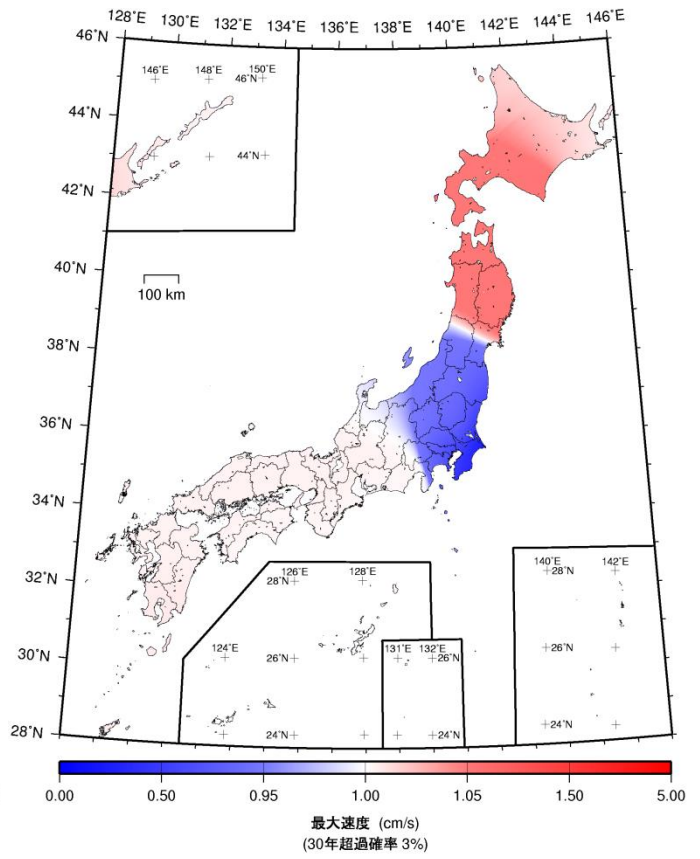 128°E 130°E 132°E 134°E 136°E 138°E 140°E 142°E 144°E 146°E
46°N
146°E 148°E 150°E
46°N
44°N
44°N
42°N
40°N
100 km
38°N
36°N
34°N
32°N
126°E 128°E
28°N
140°E 142°E
28°N
30°N
124°E
26°N
131°E 132°E
26°N
26°N
28°N
24°N
24°N
24°N
0.00 0.50 0.95 1.00 1.05 1.50 5.00
最大速度 (cm/s)
(30年超過確率 3%)